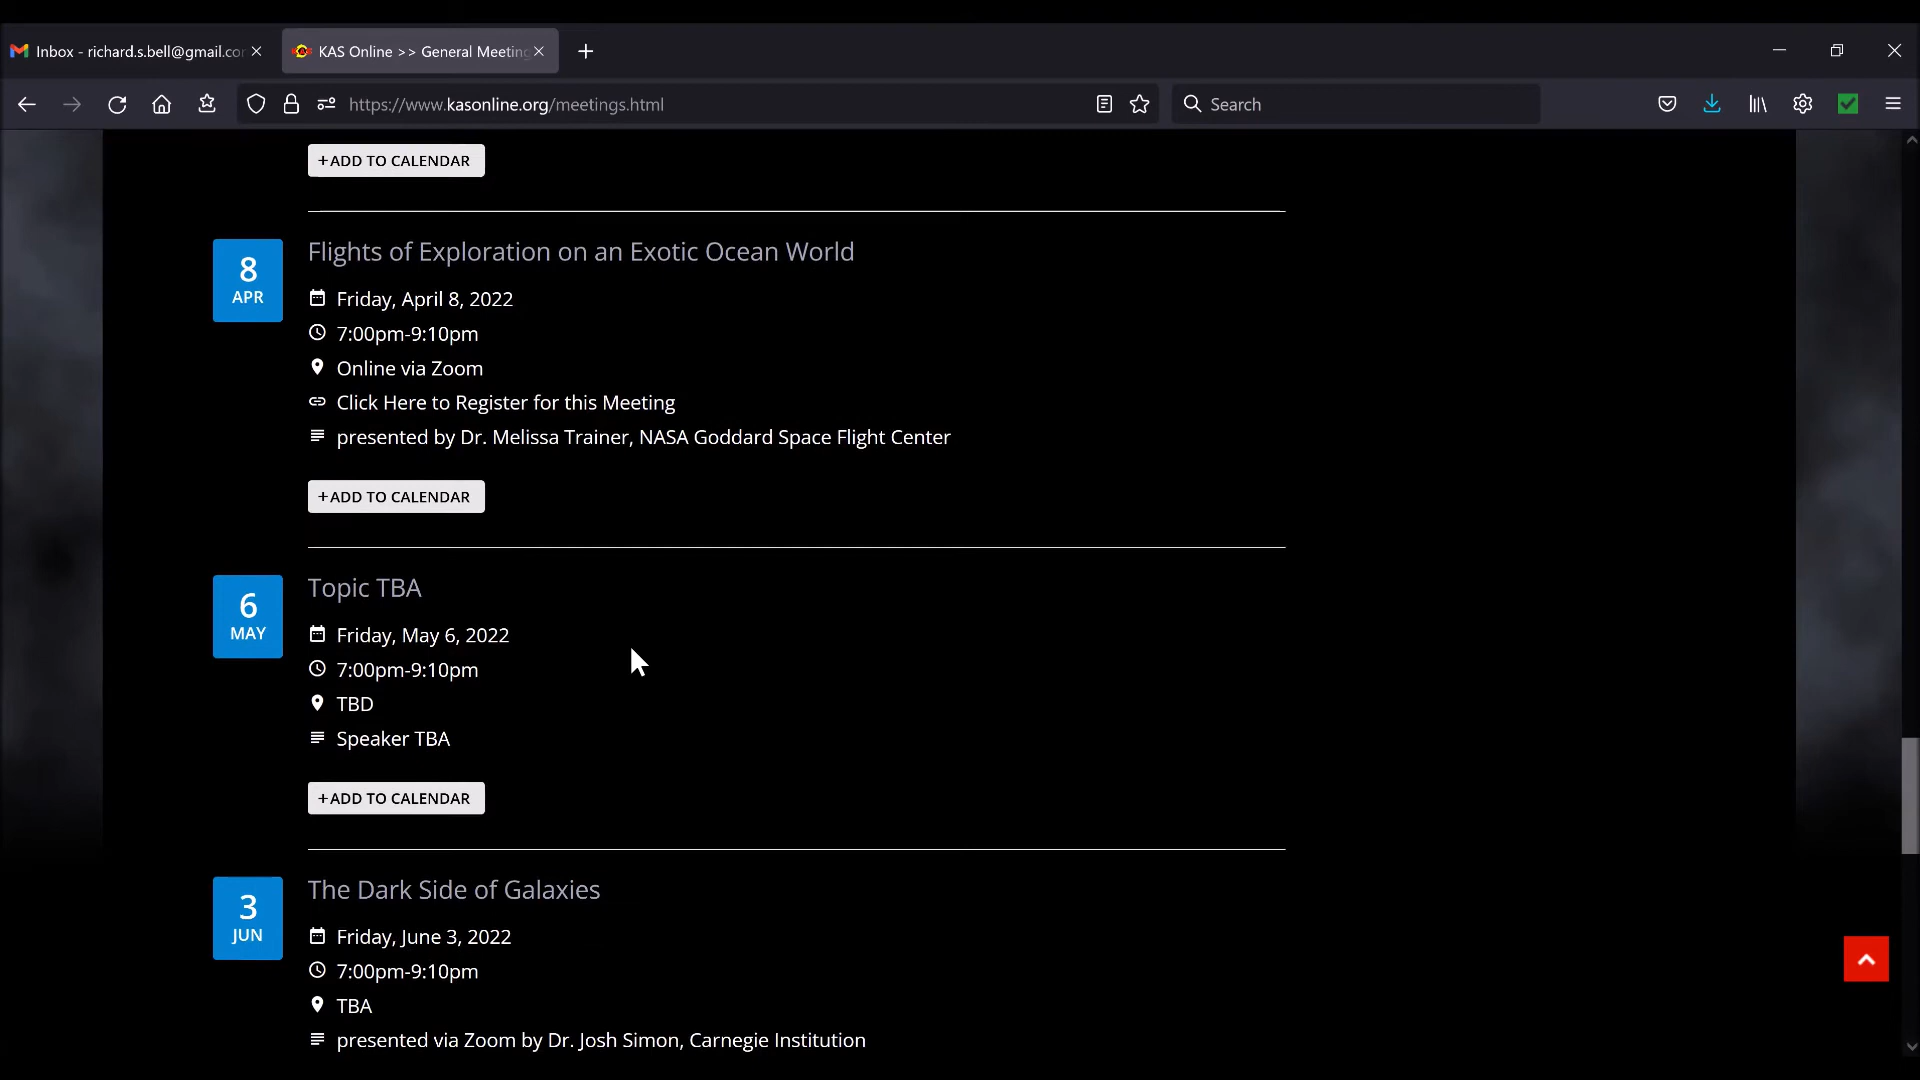 Inbox - richard.s.bell@gmail.co
KAS Online >> General Meeting
https://www.kasonline.org/meetings.html
Search
+ADD TO CALENDAR
8
APR
Flights of Exploration on an Exotic Ocean World
Friday, April 8, 2022
7:00pm-9:10pm
Online via Zoom
Click Here to Register for this Meeting
presented by Dr. Melissa Trainer, NASA Goddard Space Flight Center
+ADD TO CALENDAR
6
MAY
Topic TBA
Friday, May 6, 2022
7:00pm-9:10pm
TBD
Speaker TBA
+ADD TO CALENDAR
3
JUN
The Dark Side of Galaxies
Friday, June 3, 2022
7:00pm-9:10pm
TBA
presented via Zoom by Dr. Josh Simon, Carnegie Institution